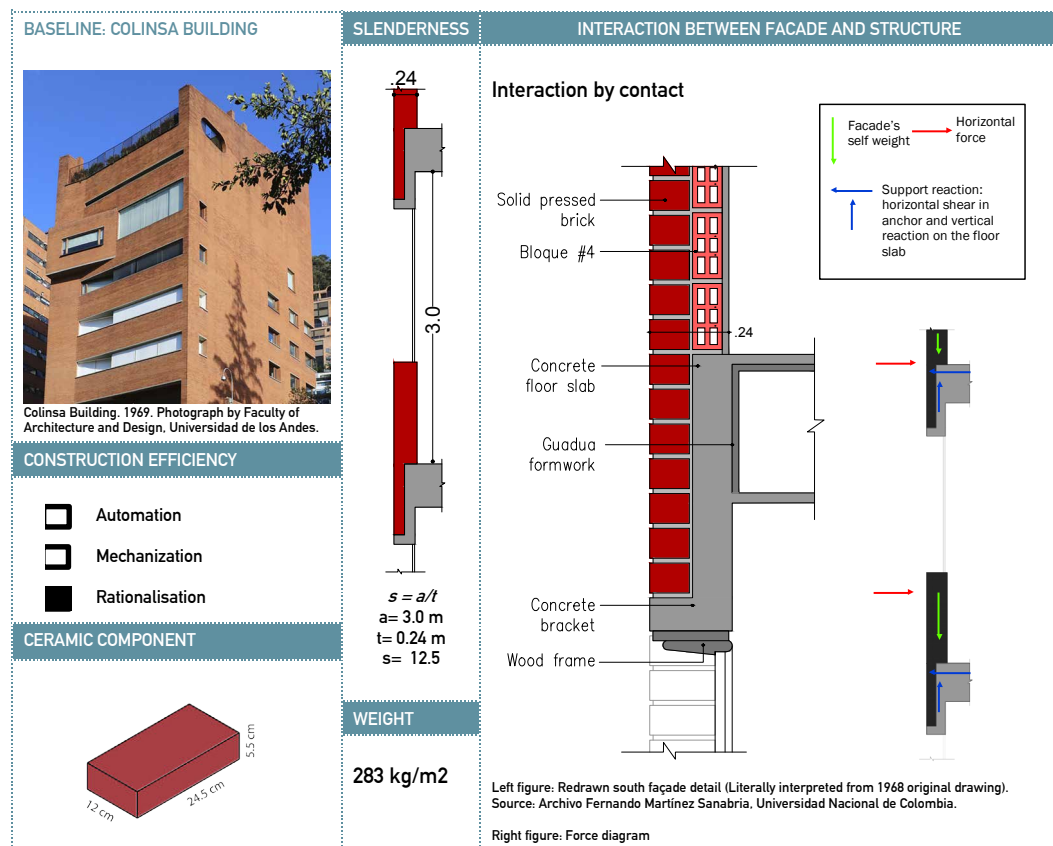 BASELINE: COLINSA BUILDING
Colinsa Building. 1969. Photograph by Faculty of
Architecture and Design, Universidad de los Andes.
CONSTRUCTION EFFICIENCY
Automation
Mechanization
Rationalisation
CERAMIC COMPONENT
12 cm
24.5 cm
5.5 cm
SLENDERNESS
.24
3.0
s = a/t
a= 3.0 m
t= 0.24 m
s= 12.5
WEIGHT
283 kg/m2
INTERACTION BETWEEN FACADE AND STRUCTURE
Interaction by contact
Solid pressed
brick
Bloque #4
.24
Concrete
floor slab
Guadua
formwork
Concrete
bracket
Wood frame
Facade's
self weight
Horizontal
force
Support reaction:
horizontal shear in
anchor and vertical
reaction on the floor
slab
Left figure: Redrawn south façade detail (Literally interpreted from 1968 original drawing).
Source: Archivo Fernando Martínez Sanabria, Universidad Nacional de Colombia.
Right figure: Force diagram